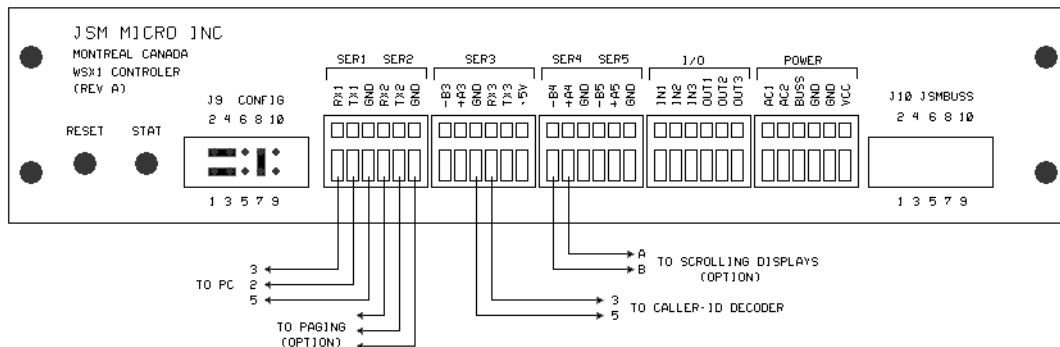 JSM MICRO INC
MONTREAL CANADA
WSX1 CONTROLER
(REV A)
RESET STAT
J9 CONFIG
2 4 6 8 10
1 3 5 7 9
SER1 SER2
RX1 TX1 GND RX2 TX2 GND
SER3
-B3 +A3 GND RX3 TX3 +5V
SER4 SER5
-B4 +A4 GND -B5 +A5 GND
I/O
IN1 IN2 IN3 OUT1 OUT2 OUT3
POWER
AC1 AC2 BUSS GND GND VCC
J10 JSMBUSS
2 4 6 8 10
1 3 5 7 9
TO PC
3
2
5
TO PAGING
(OPTION)
A
B
TO SCROLLING DISPLAYS
(OPTION)
3
5
TO CALLER-ID DECODER